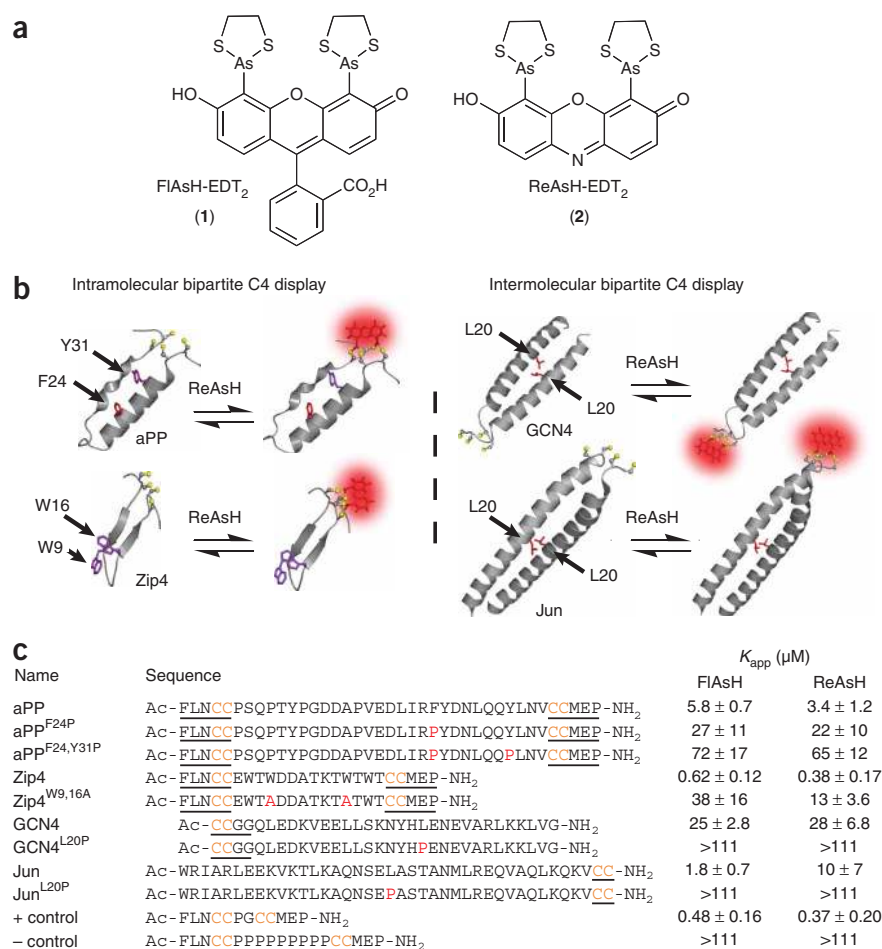 a
S S S S
As As
HO O O
CO2H
FlAsH-EDT2
(1)
S S S S
As As
HO O O
N
ReAsH-EDT2
(2)
b
Intramolecular bipartite C4 display
Intermolecular bipartite C4 display
Y31
F24
ReAsH
aPP
W16
W9
ReAsH
Zip4
L20
ReAsH
L20
GCN4
L20
ReAsH
L20
Jun
c
Kapp (µM)
Name Sequence FlAsH ReAsH
aPP Ac-FLNCCPSQPTYPGDDAPVEDLIRFYDNLQQYLNVCCMEP-NH2 5.8 ± 0.7 3.4 ± 1.2
aPPF24P Ac-FLNCCPSQPTYPGDDAPVEDLIRPYDNLQQYLNVCCMEP-NH2 27 ± 11 22 ± 10
aPPF24,Y31P Ac-FLNCCPSQPTYPGDDAPVEDLIRPYDNLQQPLNVCCMEP-NH2 72 ± 17 65 ± 12
Zip4 Ac-FLNCCEWTWDDATKTWTWTCCMEP-NH2 0.62 ± 0.12 0.38 ± 0.17
Zip4W9,16A Ac-FLNCCEWTADDATKTATWTCCMEP-NH2 38 ± 16 13 ± 3.6
GCN4 Ac-CCGGQLEDKVEELLSKNYHLENEVARLKKLVG-NH2 25 ± 2.8 28 ± 6.8
GCN4L20P Ac-CCGGQLEDKVEELLSKNYHPENEVARLKKLVG-NH2 >111 >111
Jun Ac-WRIARLEEKVKTLKAQNSELASTANMLREQVAQLKQKVCC-NH2 1.8 ± 0.7 10 ± 7
JunL20P Ac-WRIARLEEKVKTLKAQNSEPASTANMLREQVAQLKQKVCC-NH2 >111 >111
+ control Ac-FLNCCPGCCMEP-NH2 0.48 ± 0.16 0.37 ± 0.20
– control Ac-FLNCCPPPPPPPPPCCMEP-NH2 >111 >111